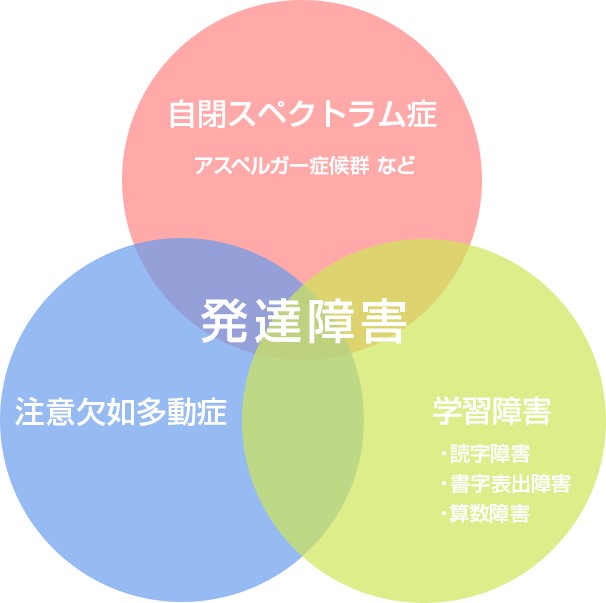 自閉スペクトラム症
アスペルガー症候群 など
発達障害
注意欠如多動症
学習障害
・読字障害
・書字表出障害
・算数障害